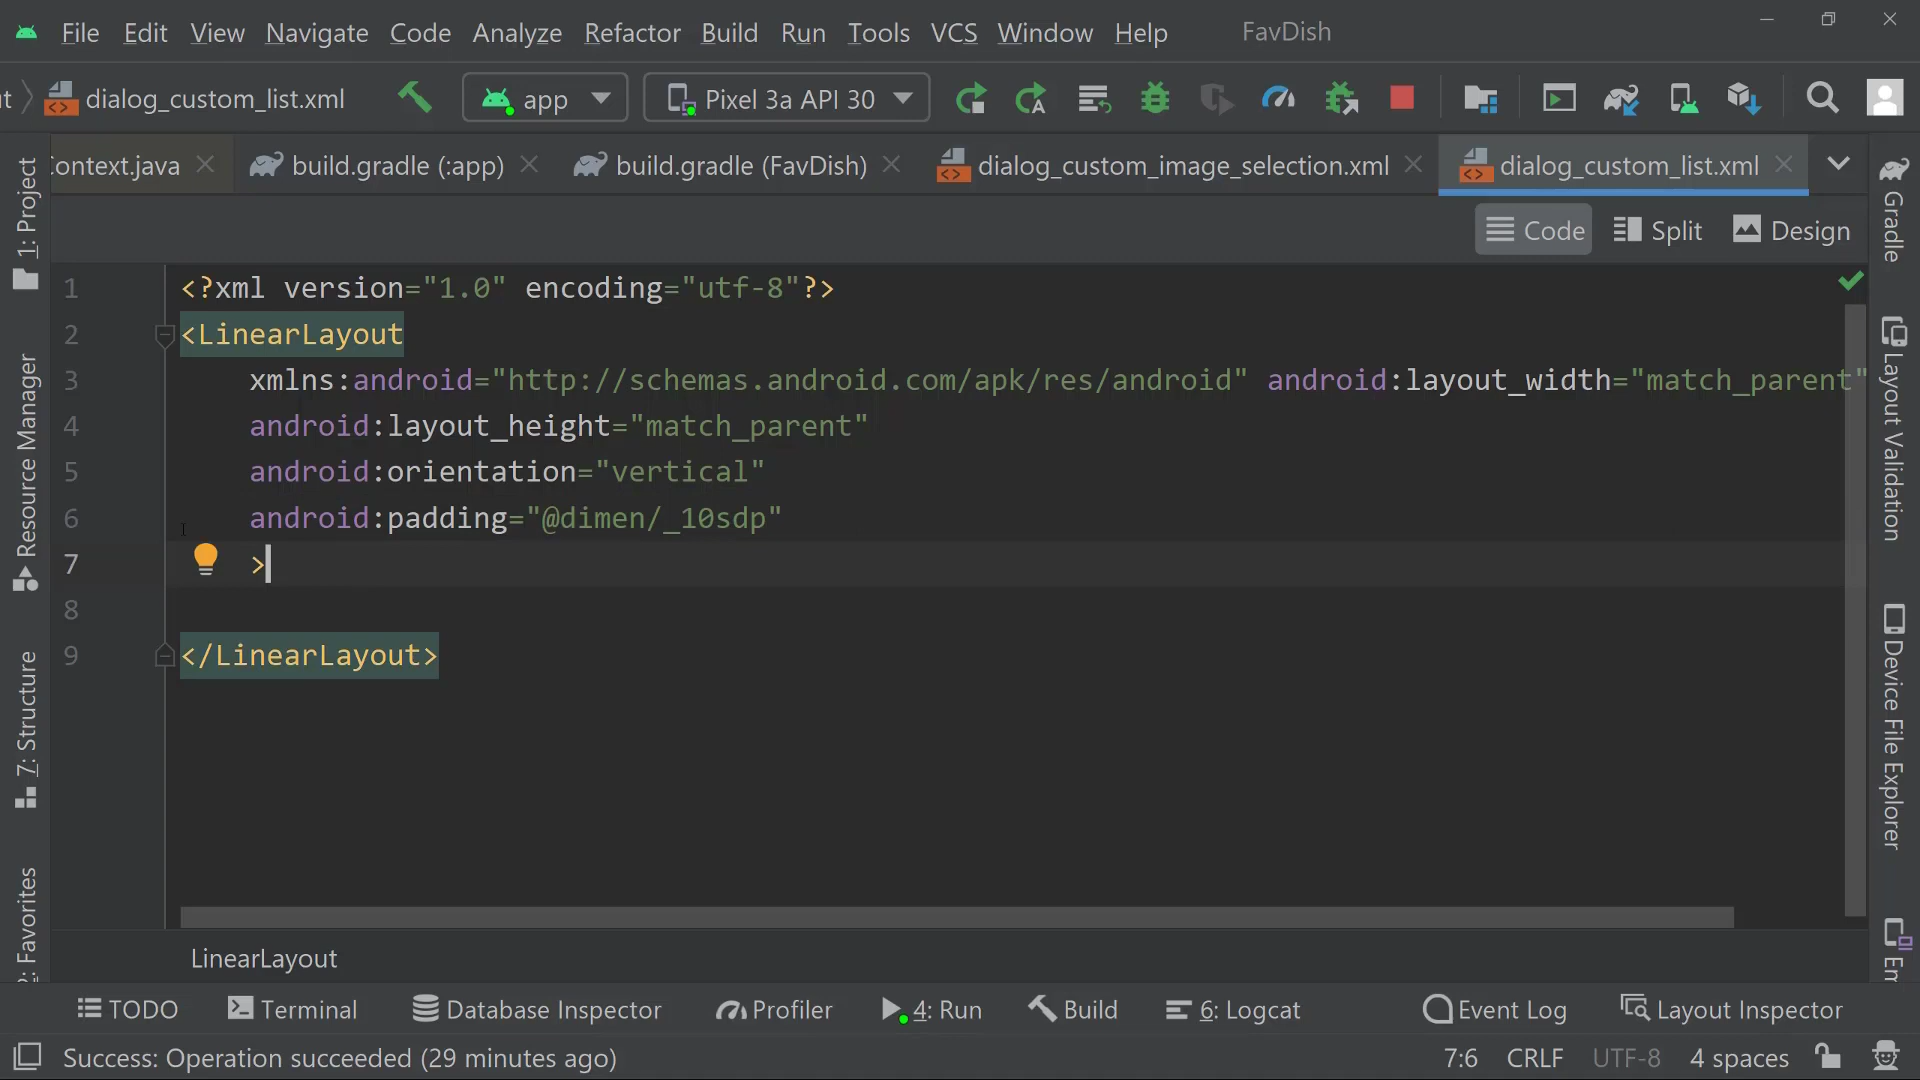 File Edit View Navigate Code Analyze Refactor Build Run Tools VCS Window Help FavDish
dialog_custom_list.xml app Pixel 3a API 30
Context.java build.gradle (:app) build.gradle (FavDish) dialog_custom_image_selection.xml dialog_custom_list.xml
Code Split Design
1 <?xml version="1.0" encoding="utf-8"?>
2 <LinearLayout
3 xmlns:android="http://schemas.android.com/apk/res/android" android:layout_width="match_parent"
4 android:layout_height="match_parent"
5 android:orientation="vertical"
6 android:padding="@dimen/_10sdp"
7 >
8
9 </LinearLayout>
LinearLayout
1: Project
Resource Manager
7: Structure
2: Favorites
Gradle
Layout Validation
Device File Explorer
TODO Terminal Database Inspector Profiler 4: Run Build 6: Logcat Event Log Layout Inspector
Success: Operation succeeded (29 minutes ago) 7:6 CRLF UTF-8 4 spaces